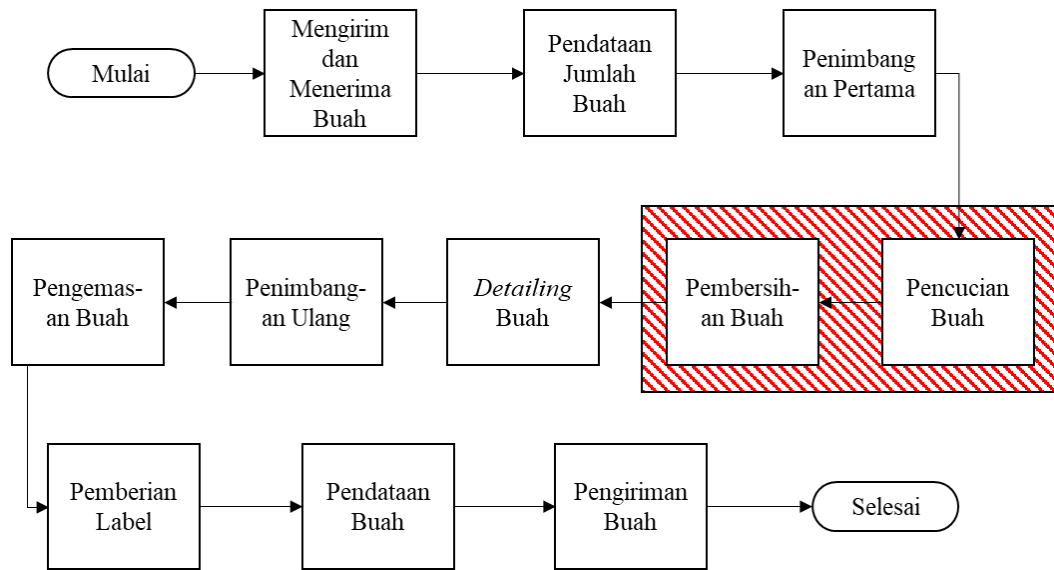 Mulai
Mengirim
dan
Menerima
Buah
Pendataan
Jumlah
Buah
Penimbang
an Pertama
Pencucian
Buah
Pembersih-
an Buah
Detailing
Buah
Penimbang-
an Ulang
Pengemas-
an Buah
Pemberian
Label
Pendataan
Buah
Pengiriman
Buah
Selesai